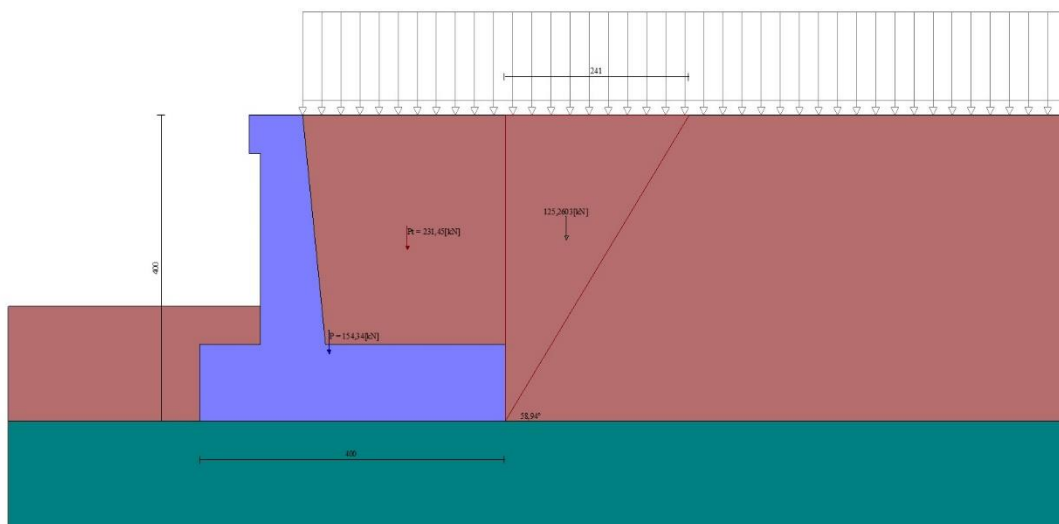 241
125,2603[kN]
Pt = 231,45[kN]
400
P = 154,34[kN]
58,94°
400